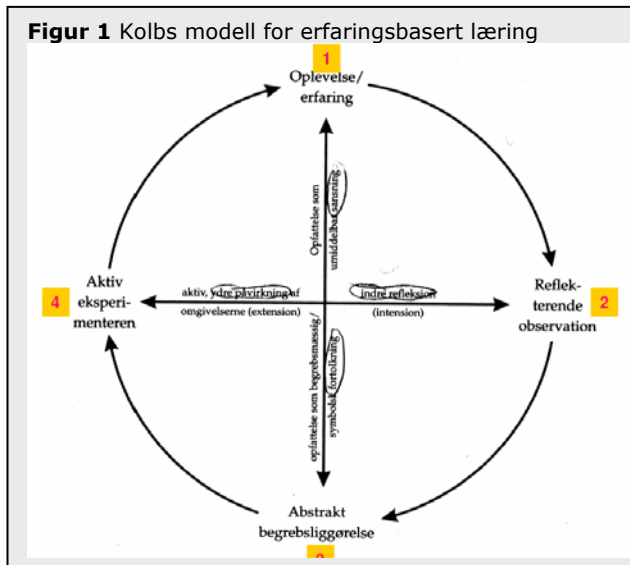 Figur 1 Kolbs modell for erfaringsbasert læring
1
Oplevelse/
erfaring
Opfattelse som
umiddelbar sansning.
4
Aktiv
eksperi-
menteren
aktiv, ydre påvirkning af
omgivelserne (extension)
indre refleksion
(intension)
Reflek-
terende
observation
2
opfattelse som begrebsmæssig/
symbolsk fortolkning
Abstrakt
begrebsliggørelse